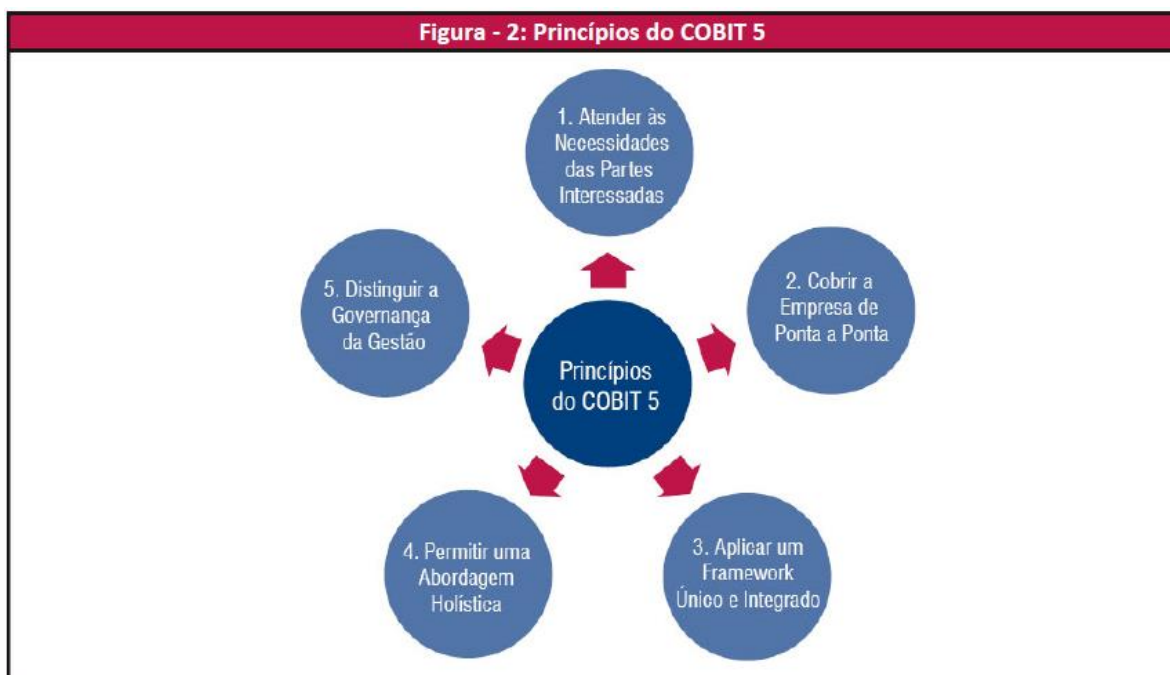 Figura - 2: Princípios do COBIT 5
1. Atender às
Necessidades
das Partes
Interessadas
2. Cobrir a
Empresa de
Ponta a Ponta
3. Aplicar um
Framework
Único e Integrado
4. Permitir uma
Abordagem
Holística
5. Distinguir a
Governança
da Gestão
Princípios
do COBIT 5